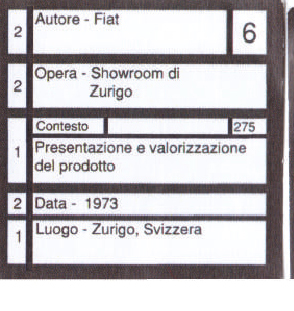 2 Autore - Fiat 6
2 Opera - Showroom di
Zurigo
Contesto 275
1 Presentazione e valorizzazione
del prodotto
2 Data - 1973
1 Luogo - Zurigo, Svizzera